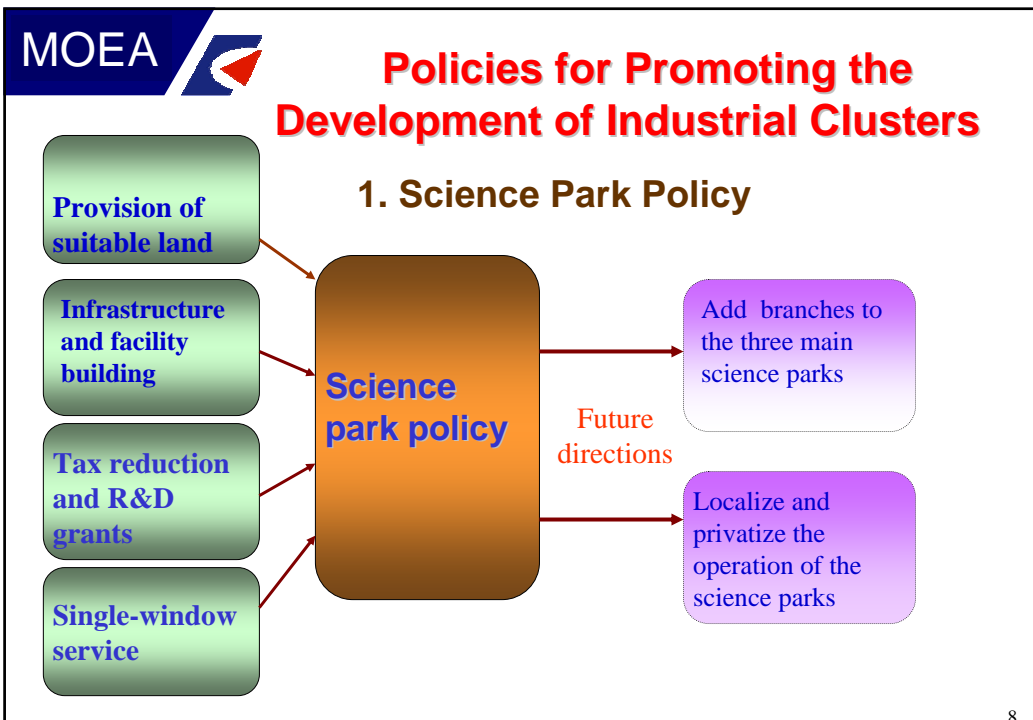 MOEA
Policies for Promoting the
Development of Industrial Clusters
1. Science Park Policy
Provision of
suitable land
Infrastructure
and facility
building
Tax reduction
and R&D
grants
Single-window
service
Science
park policy
Future
directions
Add branches to
the three main
science parks
Localize and
privatize the
operation of the
science parks
8